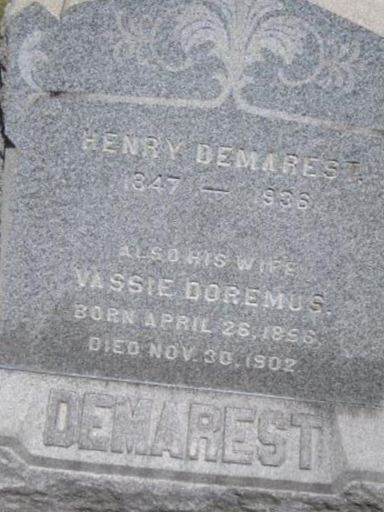 HENRY DEMAREST.
1847 — 1936
ALSO HIS WIFE
VASSIE DOREMUS.
BORN APRIL 26, 1856,
DIED NOV. 30, 1902
DEMAREST